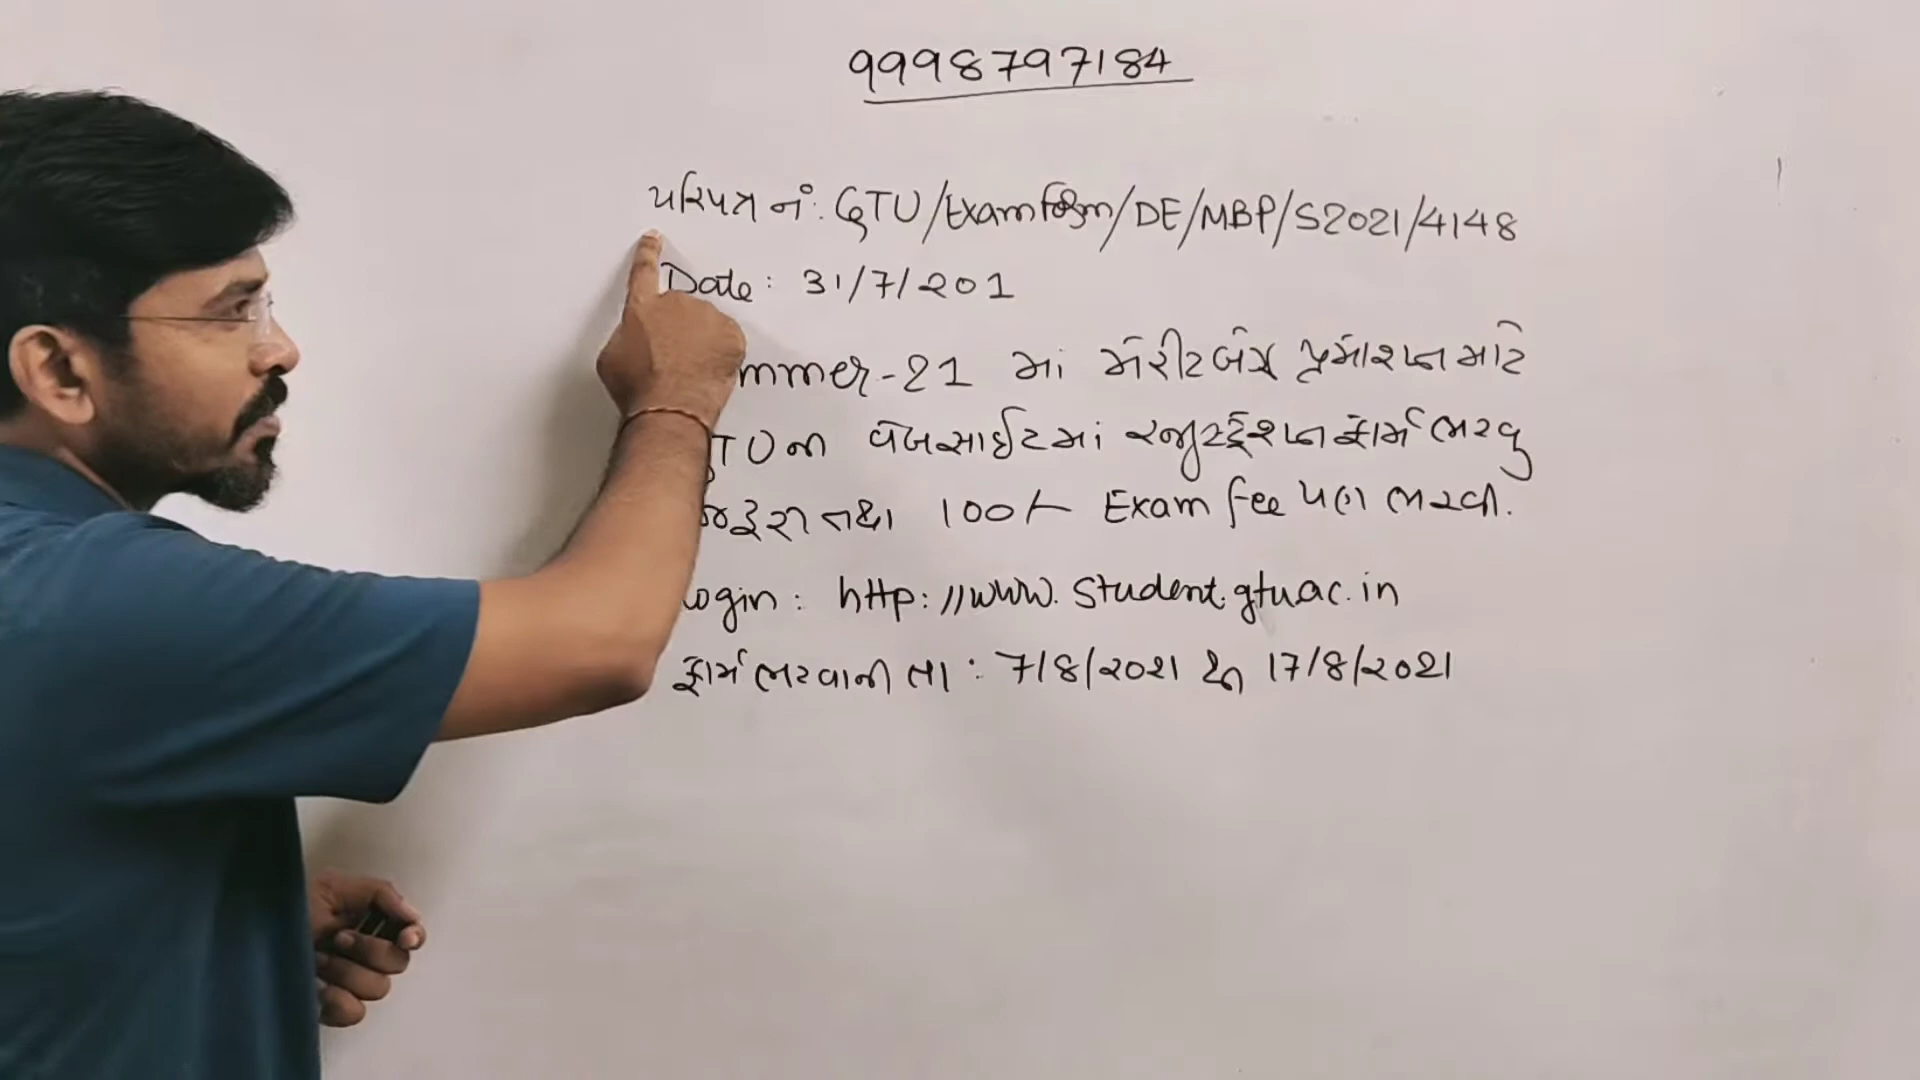 9998797184
પરિપત્ર નં: GTU/Examform/DE/MBP/S2021/4148
Date: 31/7/201
mmer-21 માં મેરીટબેઝ પ્રમોશન માટે
TU ના વેબસાઈટમાં રજીસ્ટ્રેશન ફોર્મ ભરવુ
તથા 100/- Exam fee પણ ભરવી.
ogin: http://www.student.gtu.ac.in
ફોર્મ ભરવાની તા: 7/8/2021 થી 17/8/2021